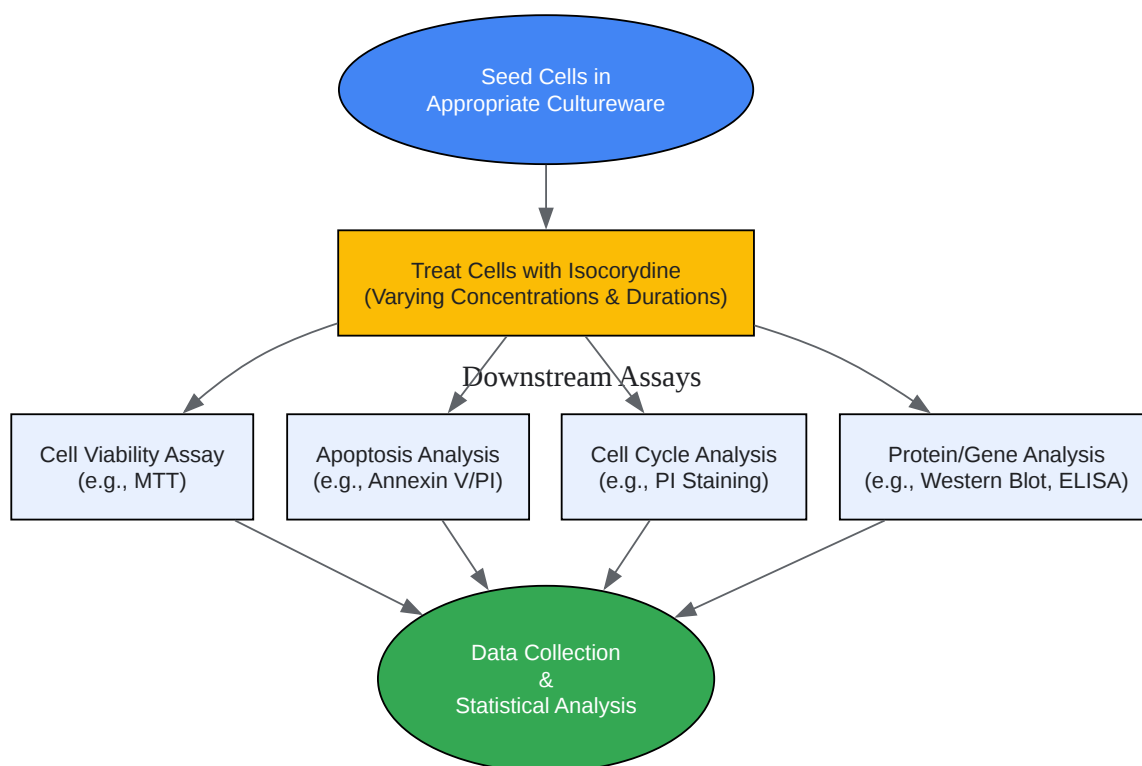 Seed Cells in
Appropriate Cultureware
Treat Cells with Isocorydine
(Varying Concentrations & Durations)
Downstream Assays
Cell Viability Assay
(e.g., MTT)
Apoptosis Analysis
(e.g., Annexin V/PI)
Cell Cycle Analysis
(e.g., PI Staining)
Protein/Gene Analysis
(e.g., Western Blot, ELISA)
Data Collection
&
Statistical Analysis